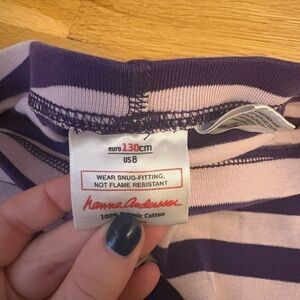 euro 130cm
US 8
WEAR SNUG-FITTING,
NOT FLAME RESISTANT
hanna andersson
100% Organic Cotton